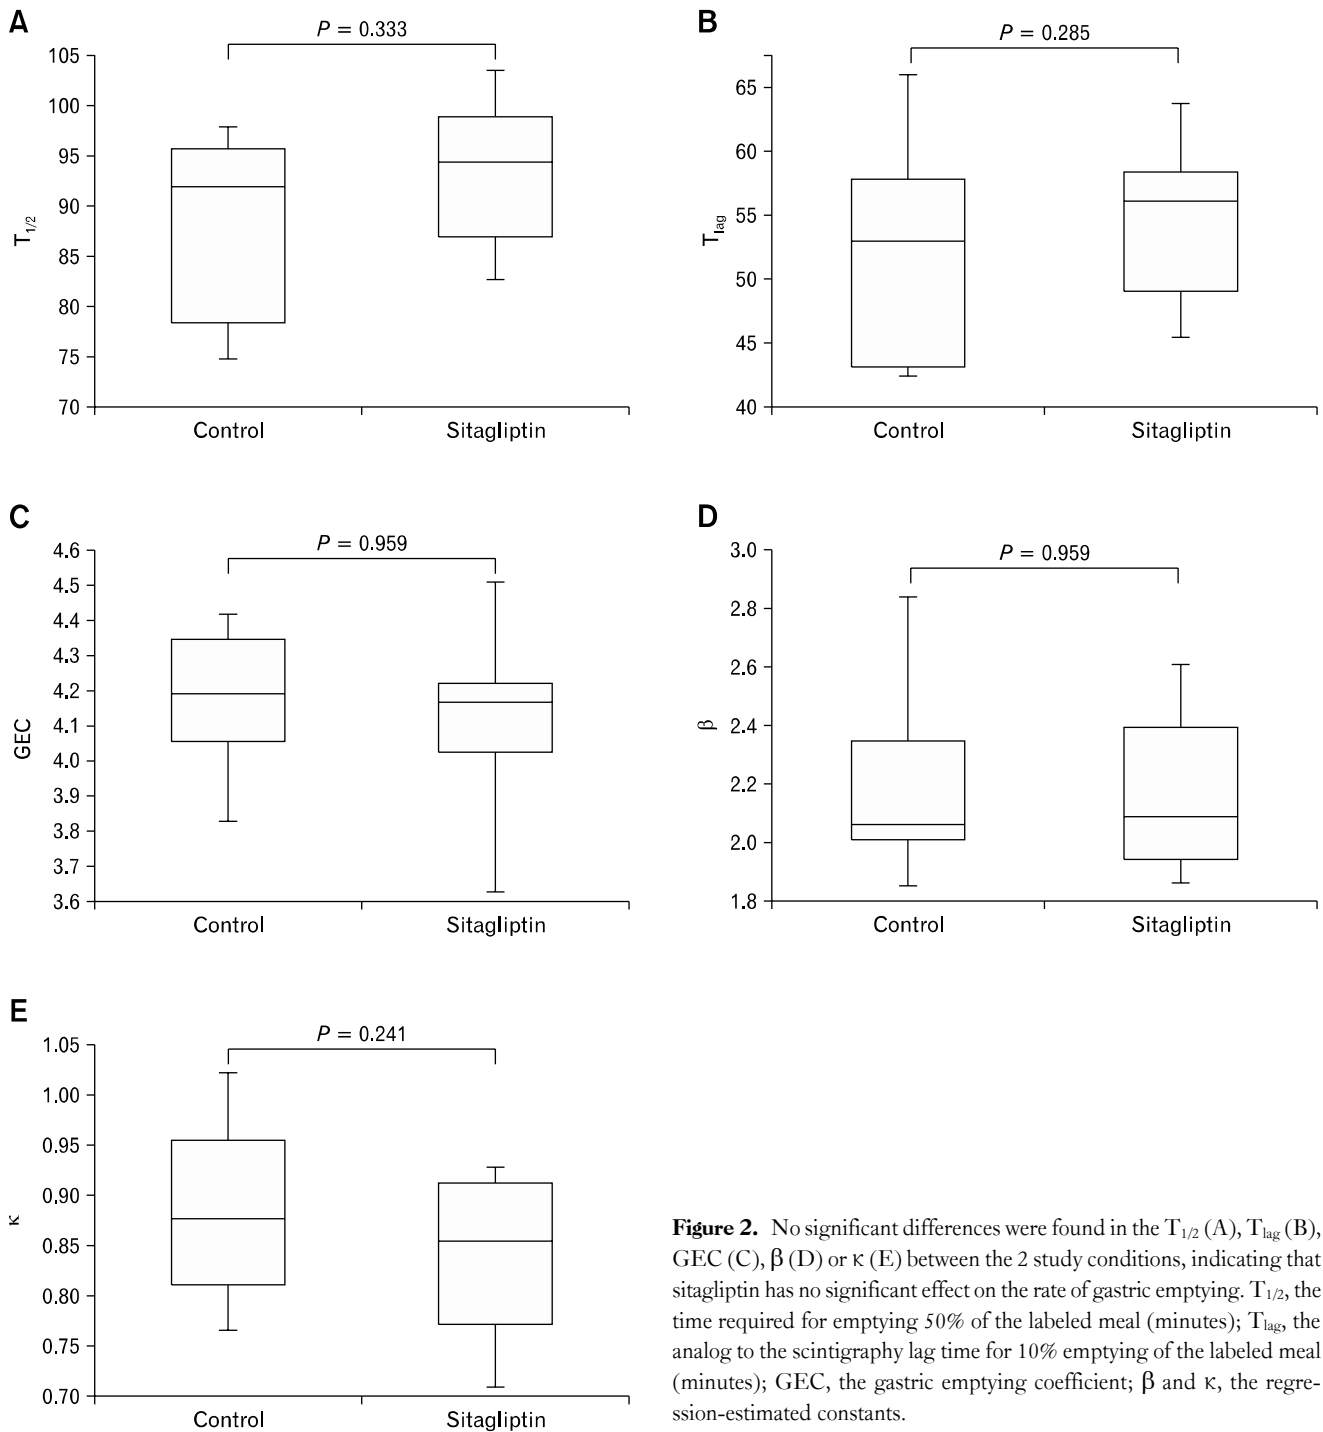 A
P = 0.333
105
100
95
90
85
80
75
70
T1/2
Control
Sitagliptin
B
P = 0.285
65
60
55
50
45
40
Tlag
Control
Sitagliptin
C
P = 0.959
4.6
4.5
4.4
4.3
4.2
4.1
4.0
3.9
3.8
3.7
3.6
GEC
Control
Sitagliptin
D
P = 0.959
3.0
2.8
2.6
2.4
2.2
2.0
1.8
β
Control
Sitagliptin
E
P = 0.241
1.05
1.00
0.95
0.90
0.85
0.80
0.75
0.70
κ
Control
Sitagliptin
Figure 2. No significant differences were found in the T1/2 (A), Tlag (B),
GEC (C), β (D) or κ (E) between the 2 study conditions, indicating that
sitagliptin has no significant effect on the rate of gastric emptying. T1/2, the
time required for emptying 50% of the labeled meal (minutes); Tlag, the
analog to the scintigraphy lag time for 10% emptying of the labeled meal
(minutes); GEC, the gastric emptying coefficient; β and κ, the regre-
ssion-estimated constants.